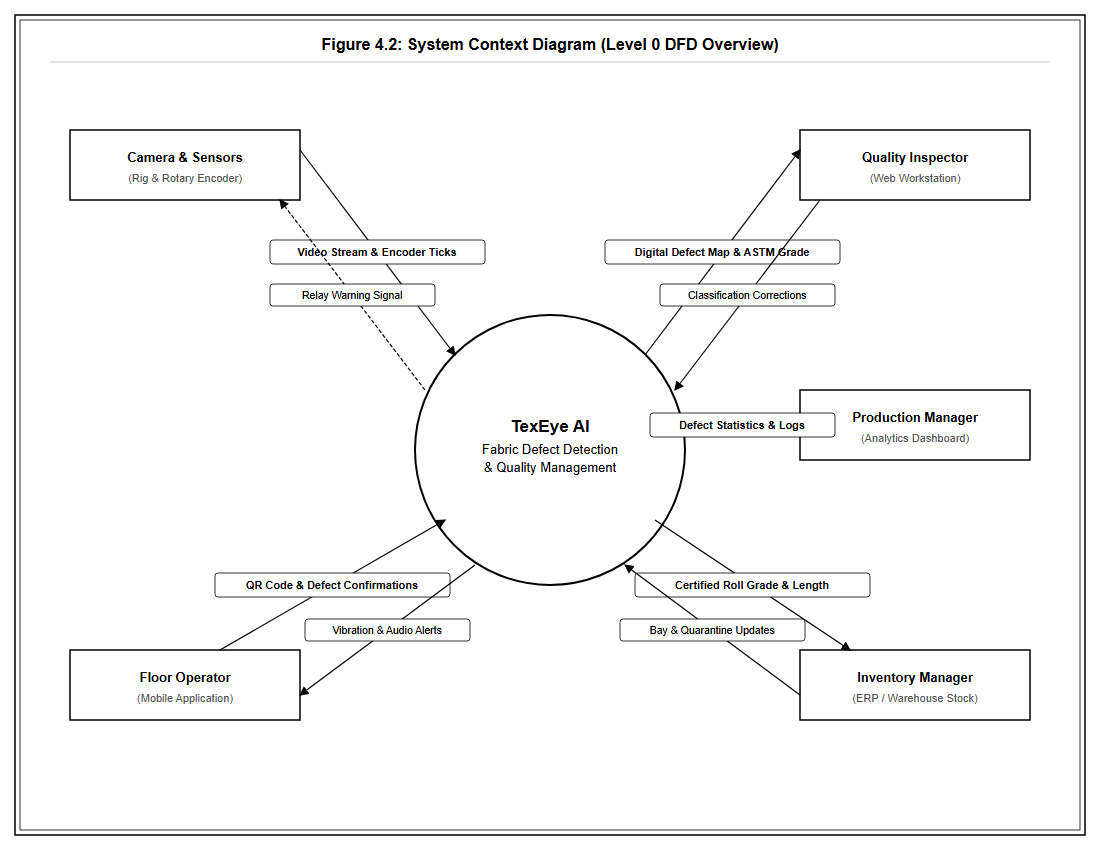 Figure 4.2: System Context Diagram (Level 0 DFD Overview)
Camera & Sensors
(Rig & Rotary Encoder)
Quality Inspector
(Web Workstation)
Video Stream & Encoder Ticks
Digital Defect Map & ASTM Grade
Relay Warning Signal
Classification Corrections
TexEye AI
Fabric Defect Detection
& Quality Management
Defect Statistics & Logs
Production Manager
(Analytics Dashboard)
QR Code & Defect Confirmations
Certified Roll Grade & Length
Vibration & Audio Alerts
Bay & Quarantine Updates
Floor Operator
(Mobile Application)
Inventory Manager
(ERP / Warehouse Stock)